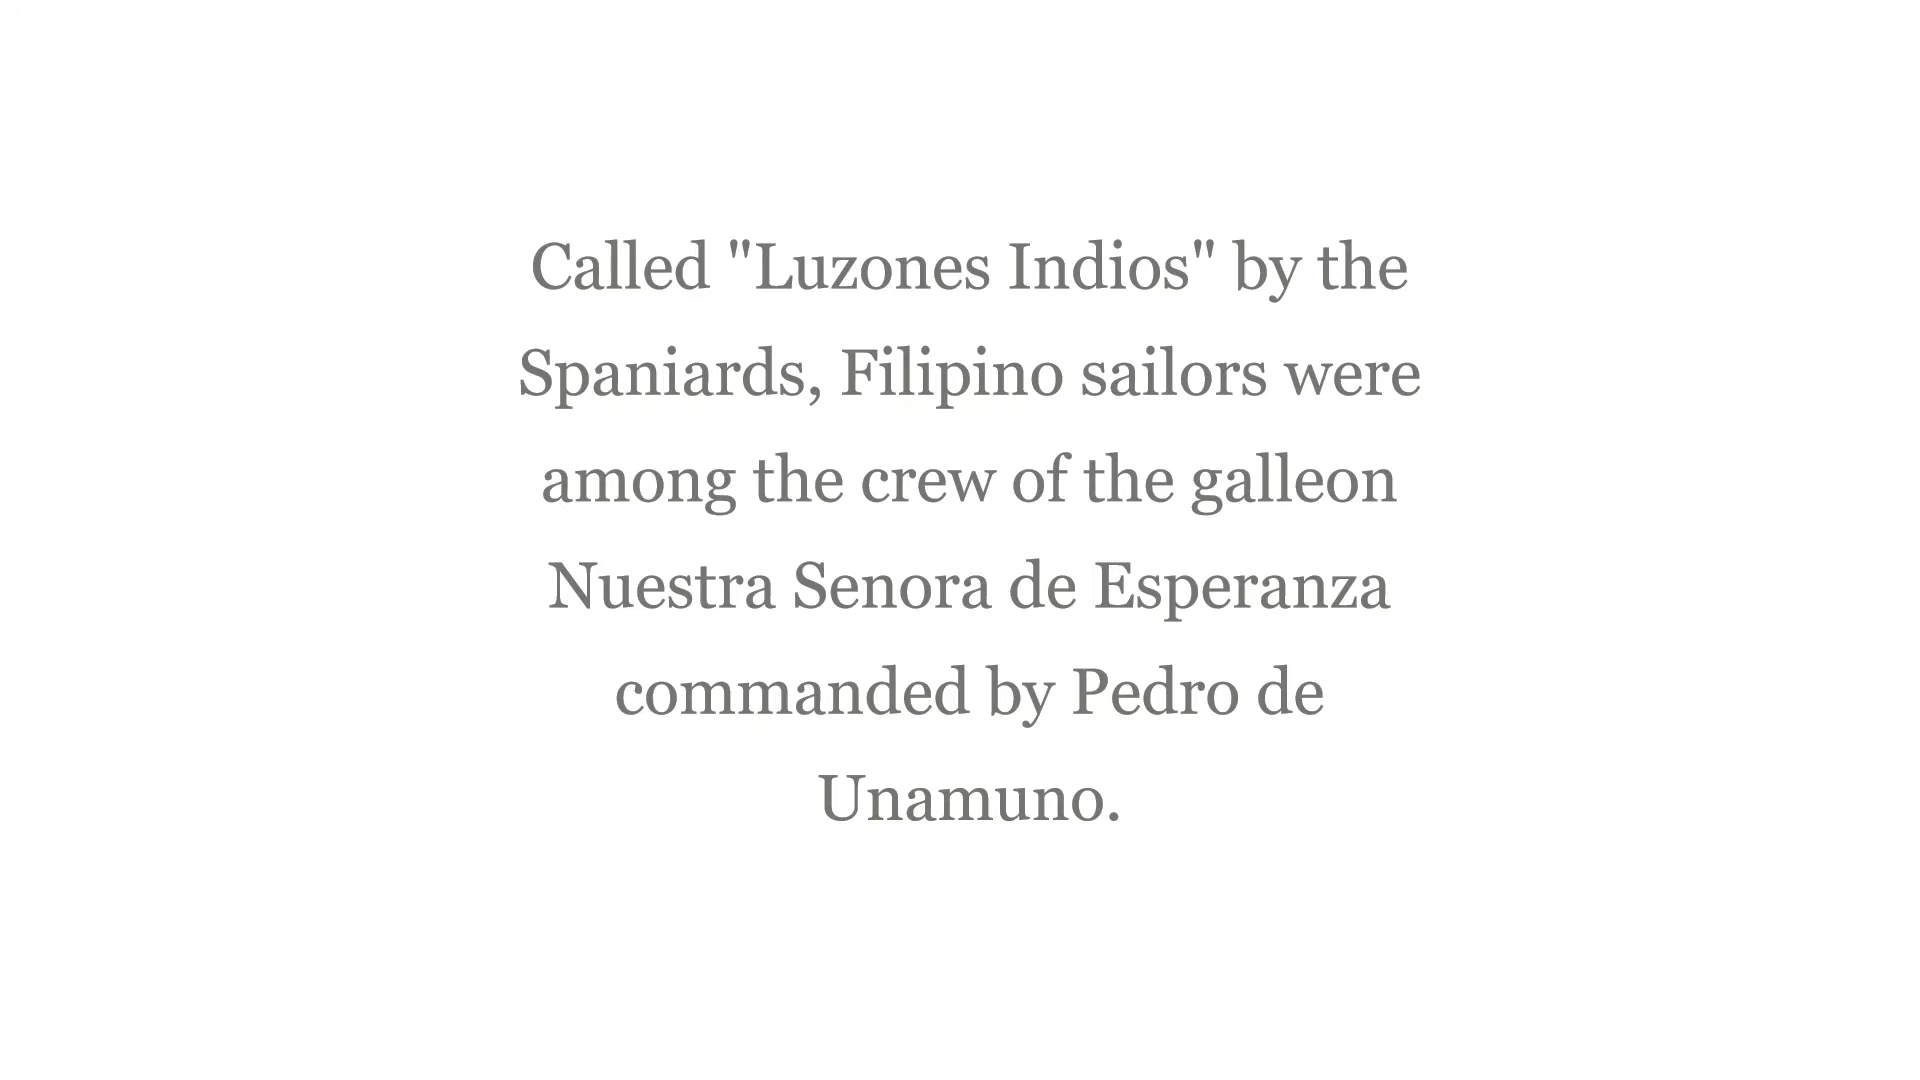 Called "Luzones Indios" by the
Spaniards, Filipino sailors were
among the crew of the galleon
Nuestra Senora de Esperanza
commanded by Pedro de
Unamuno.